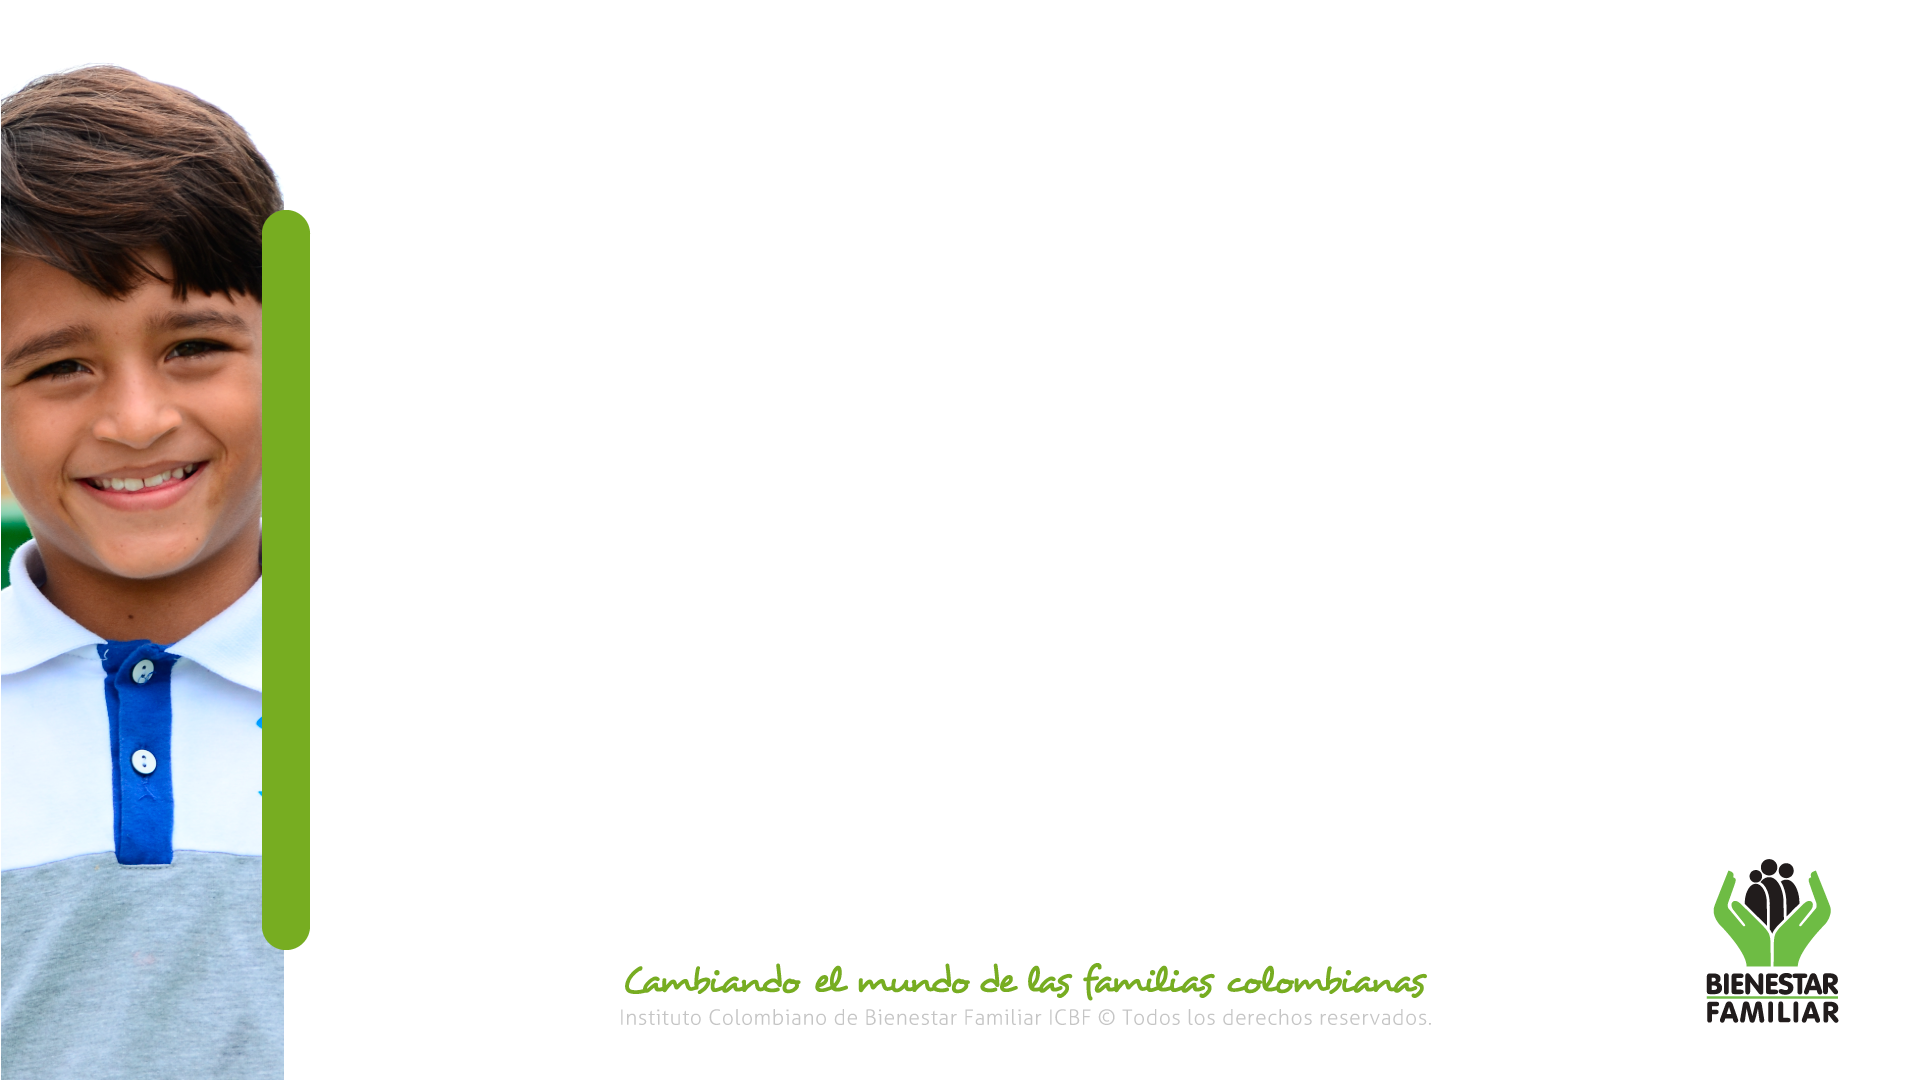 Cambiando el mundo de las familias colombianas
Instituto Colombiano de Bienestar Familiar ICBF © Todos los derechos reservados.
BIENESTAR
FAMILIAR